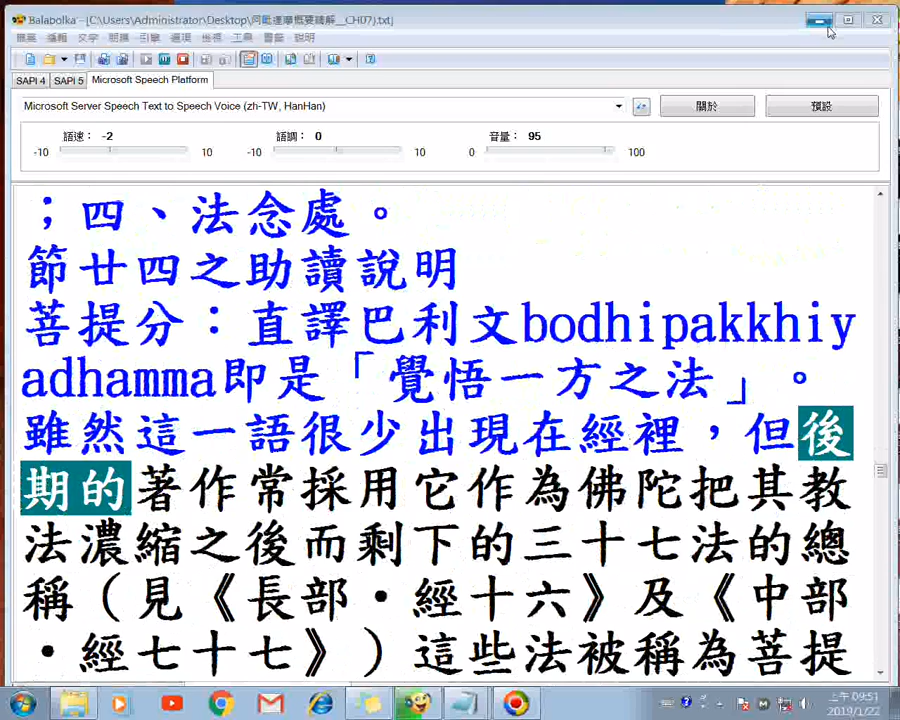 Balabolka - [C:\Users\Administrator\Desktop\阿毗達摩概要精解__CH07).txt]
檔案 編輯 文字 朗讀 引擎 選項 檢視 工具 書籤 說明
SAPI 4 SAPI 5 Microsoft Speech Platform
Microsoft Server Speech Text to Speech Voice (zh-TW, HanHan) 關於 預設
語速： -2 語調： 0 音量： 95
-10 10 -10 10 0 100
；四、法念處。
節廿四之助讀說明
菩提分：直譯巴利文bodhipakkhiy
adhamma即是「覺悟一方之法」。
雖然這一語很少出現在經裡，但後
期的著作常採用它作為佛陀把其教
法濃縮之後而剩下的三十七法的總
稱（見《長部‧經十六》及《中部
‧經七十七》）這些法被稱為菩提
上午 09:51
2019/1/22